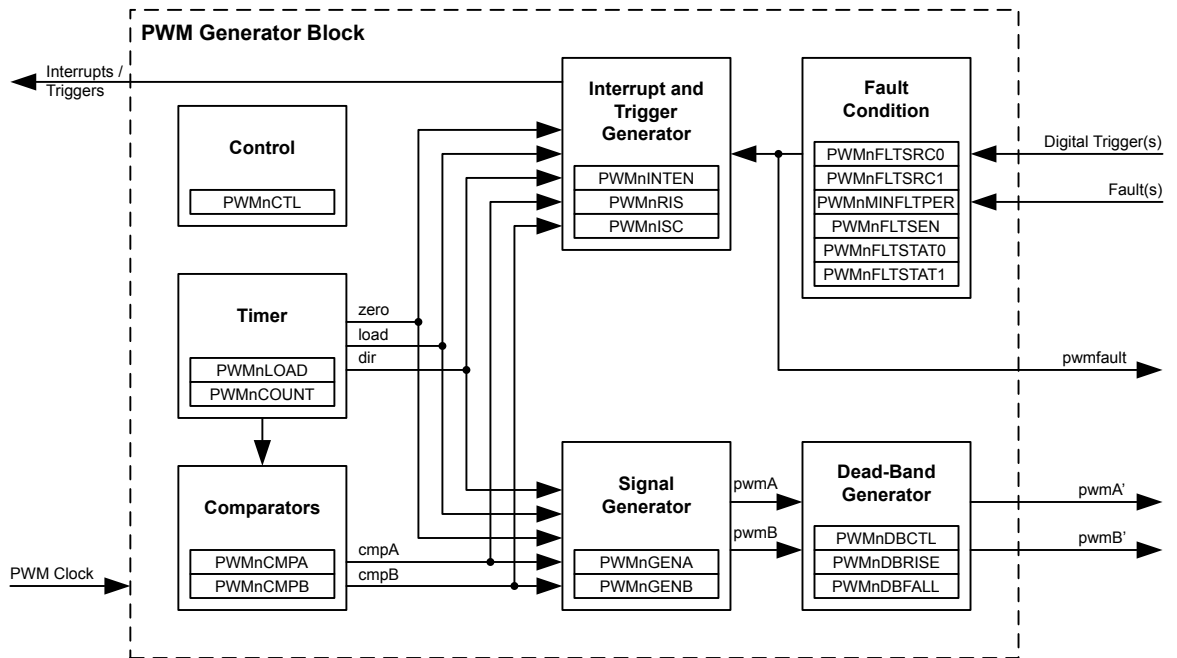 PWM Generator Block
Interrupts /
Triggers
Control
PWMnCTL
Interrupt and
Trigger
Generator
PWMnINTEN
PWMnRIS
PWMnISC
Fault
Condition
PWMnFLTSRC0
PWMnFLTSRC1
PWMnMINFLTPER
PWMnFLTSEN
PWMnFLTSTAT0
PWMnFLTSTAT1
Digital Trigger(s)
Fault(s)
Timer
PWMnLOAD
PWMnCOUNT
zero
load
dir
pwmfault
Comparators
PWMnCMPA
PWMnCMPB
cmpA
cmpB
PWM Clock
Signal
Generator
PWMnGENA
PWMnGENB
pwmA
pwmB
Dead-Band
Generator
PWMnDBCTL
PWMnDBRISE
PWMnDBFALL
pwmA’
pwmB’